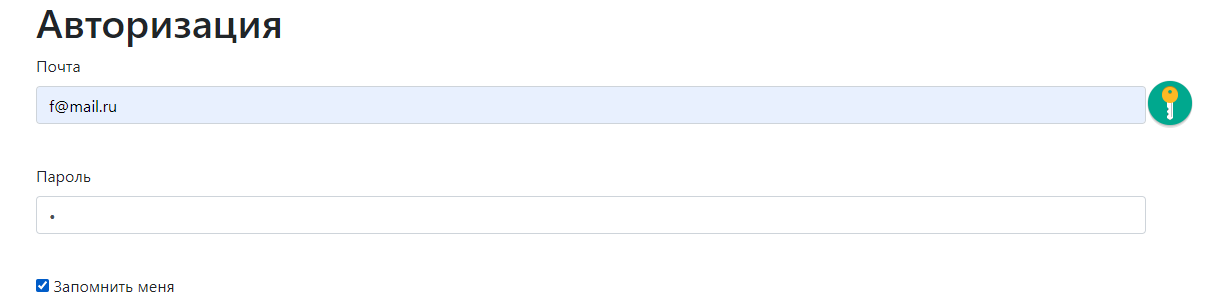 Авторизация
Почта
f@mail.ru
Пароль
•
Запомнить меня